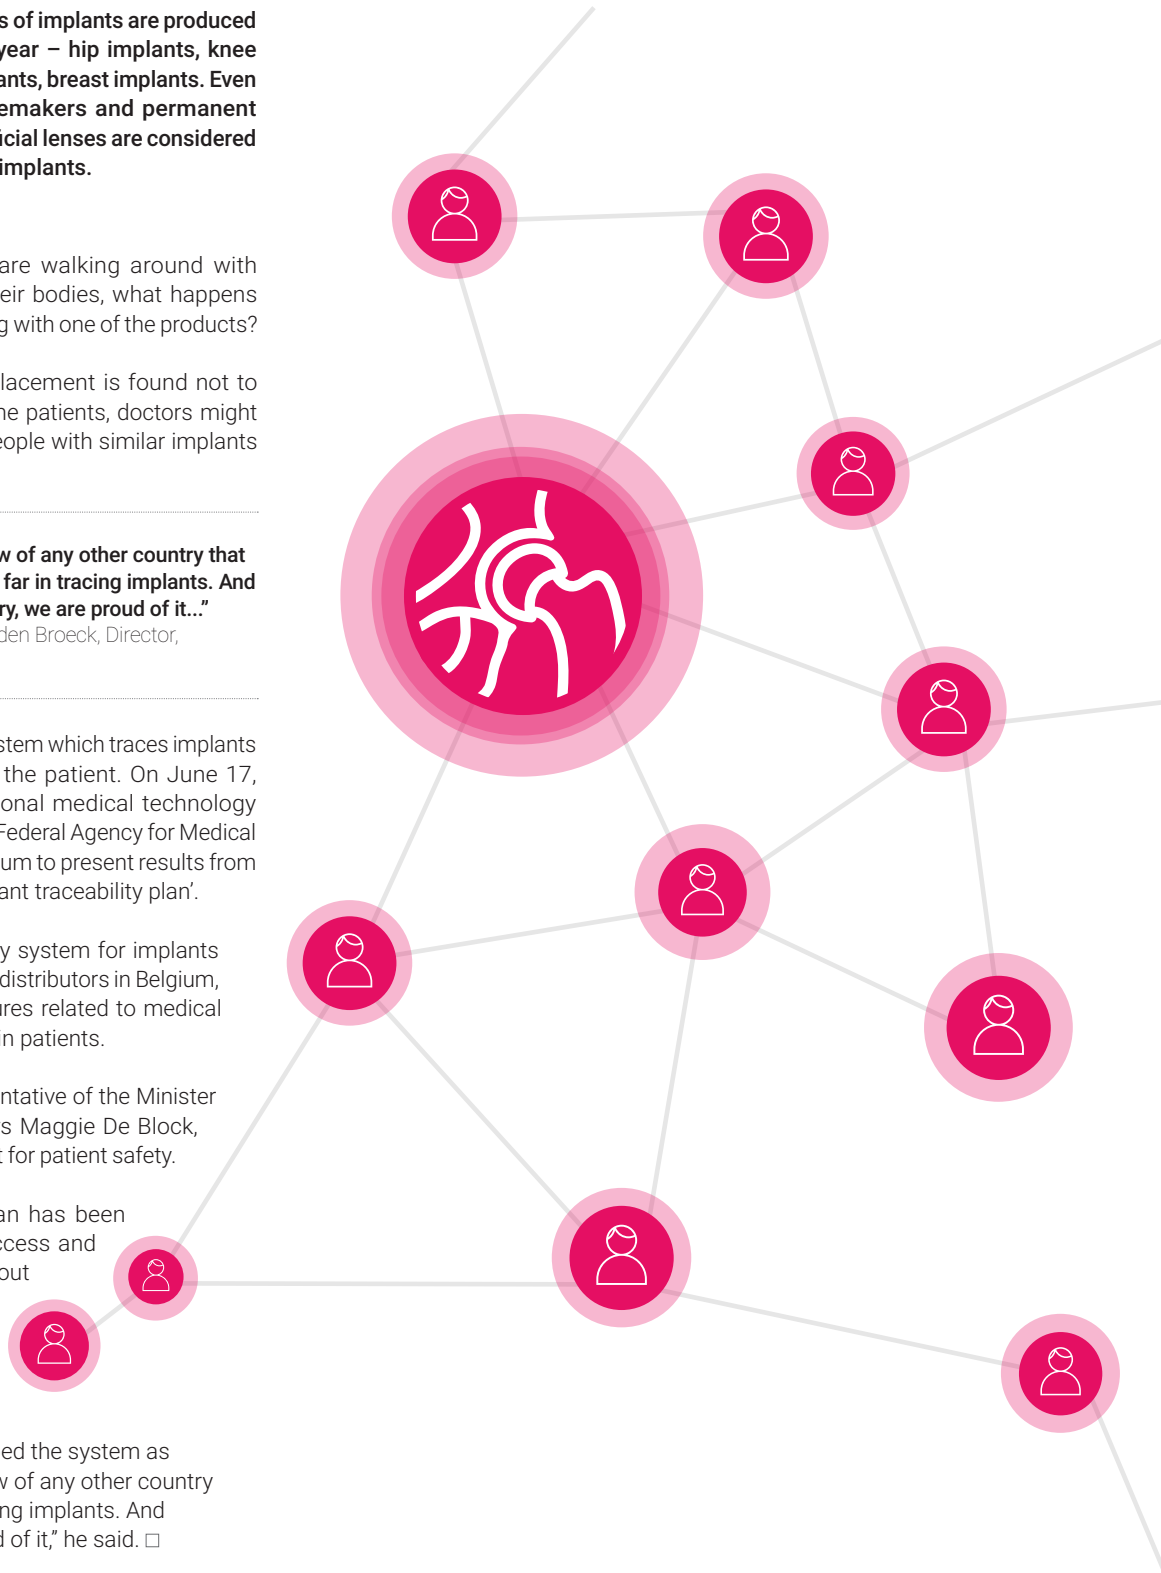 s of implants are produced
year – hip implants, knee
ants, breast implants. Even
emakers and permanent
ficial lenses are considered
implants.
are walking around with
eir bodies, what happens
g with one of the products?
lacement is found not to
ne patients, doctors might
eople with similar implants
w of any other country that
far in tracing implants. And
ry, we are proud of it...”
den Broeck, Director,
stem which traces implants
the patient. On June 17,
onal medical technology
Federal Agency for Medical
um to present results from
ant traceability plan’.
y system for implants
distributors in Belgium,
ures related to medical
in patients.
ntative of the Minister
s Maggie De Block,
t for patient safety.
an has been
ccess and
out
ed the system as
w of any other country
ng implants. And
d of it,” he said. □